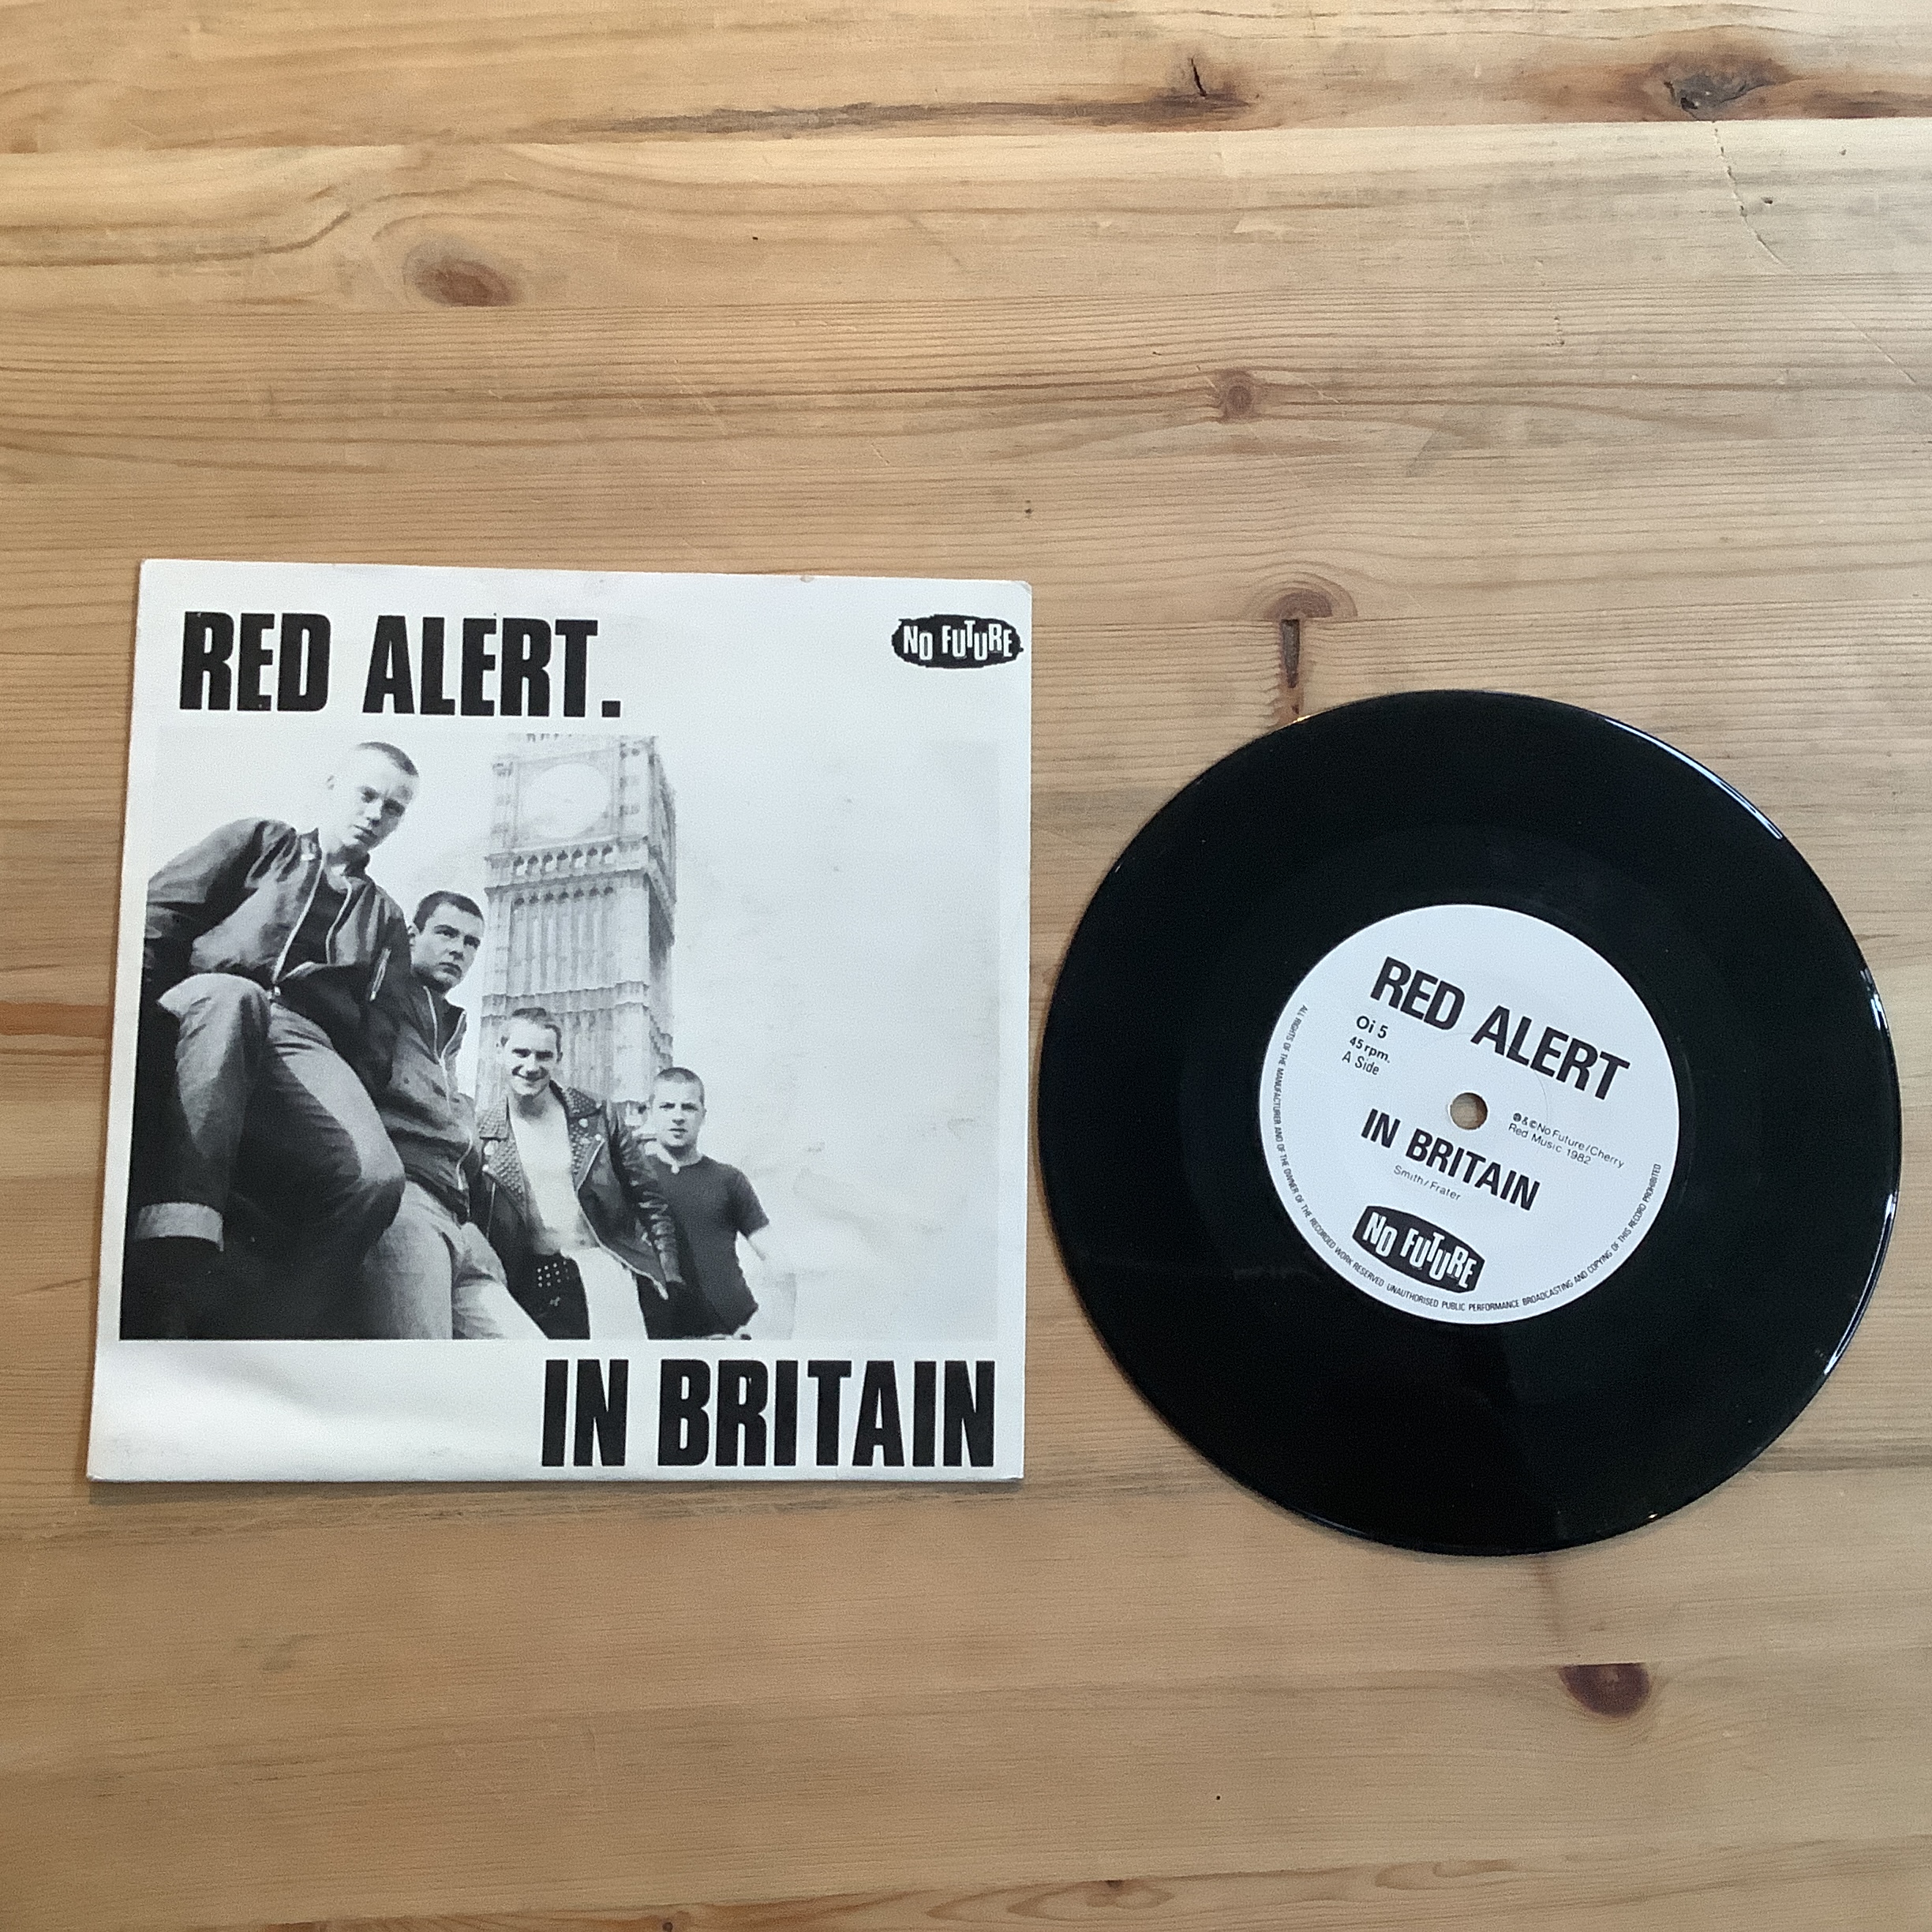 RED ALERT.
NO FUTURE
IN BRITAIN
RED ALERT
Oi 5
45 rpm.
A Side
℗&©No Future/Cherry
Red Music 1982
IN BRITAIN
Smith/Frater
NO FUTURE
ALL RIGHTS OF THE MANUFACTURER AND OF THE OWNER OF THE RECORDED WORK RESERVED UNAUTHORISED PUBLIC PERFORMANCE BROADCASTING AND COPYING OF THIS RECORD PROHIBITED